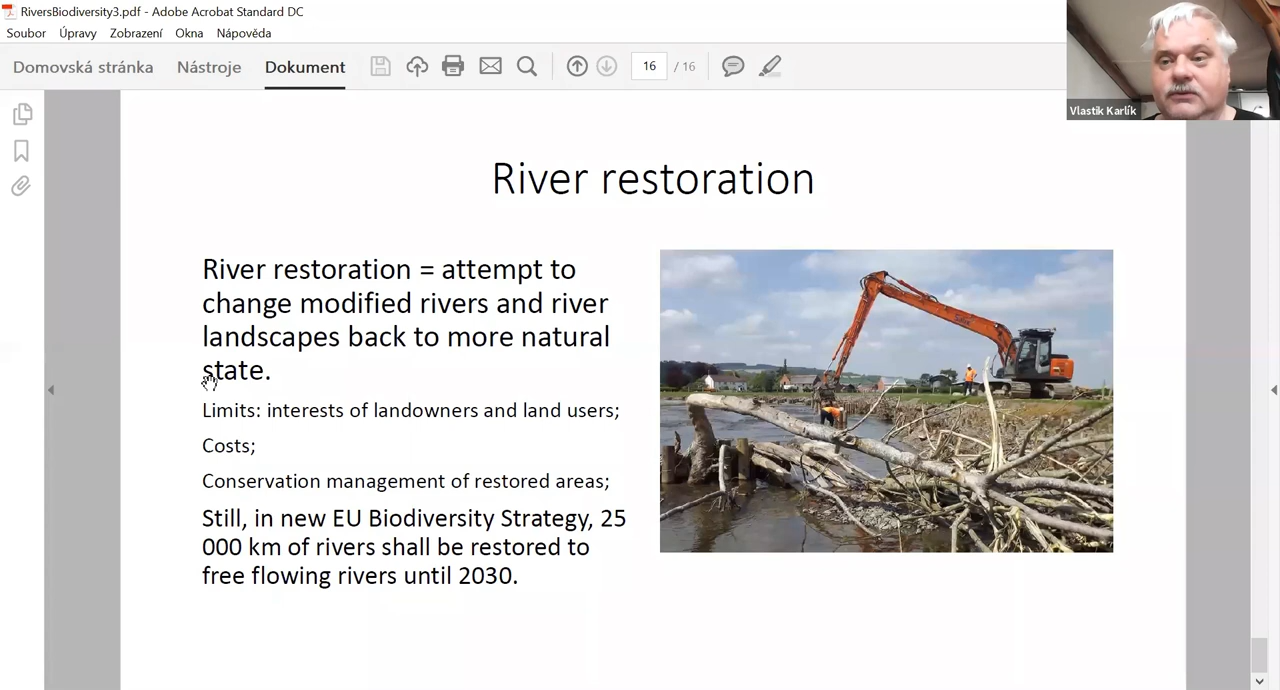 RiversBiodiversity3.pdf - Adobe Acrobat Standard DC
Soubor Úpravy Zobrazení Okna Nápověda
Domovská stránka Nástroje Dokument 16 / 16
Vlastik Karlík
River restoration
River restoration = attempt to
change modified rivers and river
landscapes back to more natural
state.
Limits: interests of landowners and land users;
Costs;
Conservation management of restored areas;
Still, in new EU Biodiversity Strategy, 25
000 km of rivers shall be restored to
free flowing rivers until 2030.